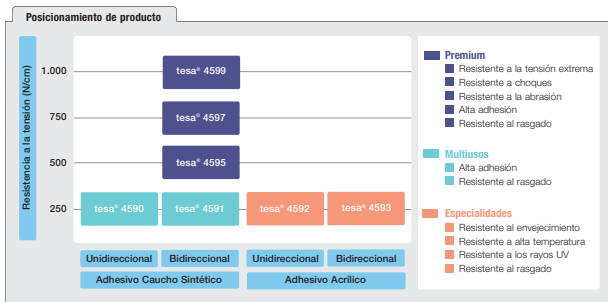 Posicionamiento de producto
Resistencia a la tensión (N/cm)
1.000
750
500
250
tesa® 4599
tesa® 4597
tesa® 4595
tesa® 4590
tesa® 4591
tesa® 4592
tesa® 4593
Unidireccional
Bidireccional
Unidireccional
Bidireccional
Adhesivo Caucho Sintético
Adhesivo Acrílico
Premium
Resistente a la tensión extrema
Resistente a choques
Resistente a la abrasión
Alta adhesión
Resistente al rasgado
Multiusos
Alta adhesión
Resistente al rasgado
Especialidades
Resistente al envejecimiento
Resistente a alta temperatura
Resistente a los rayos UV
Resistente al rasgado